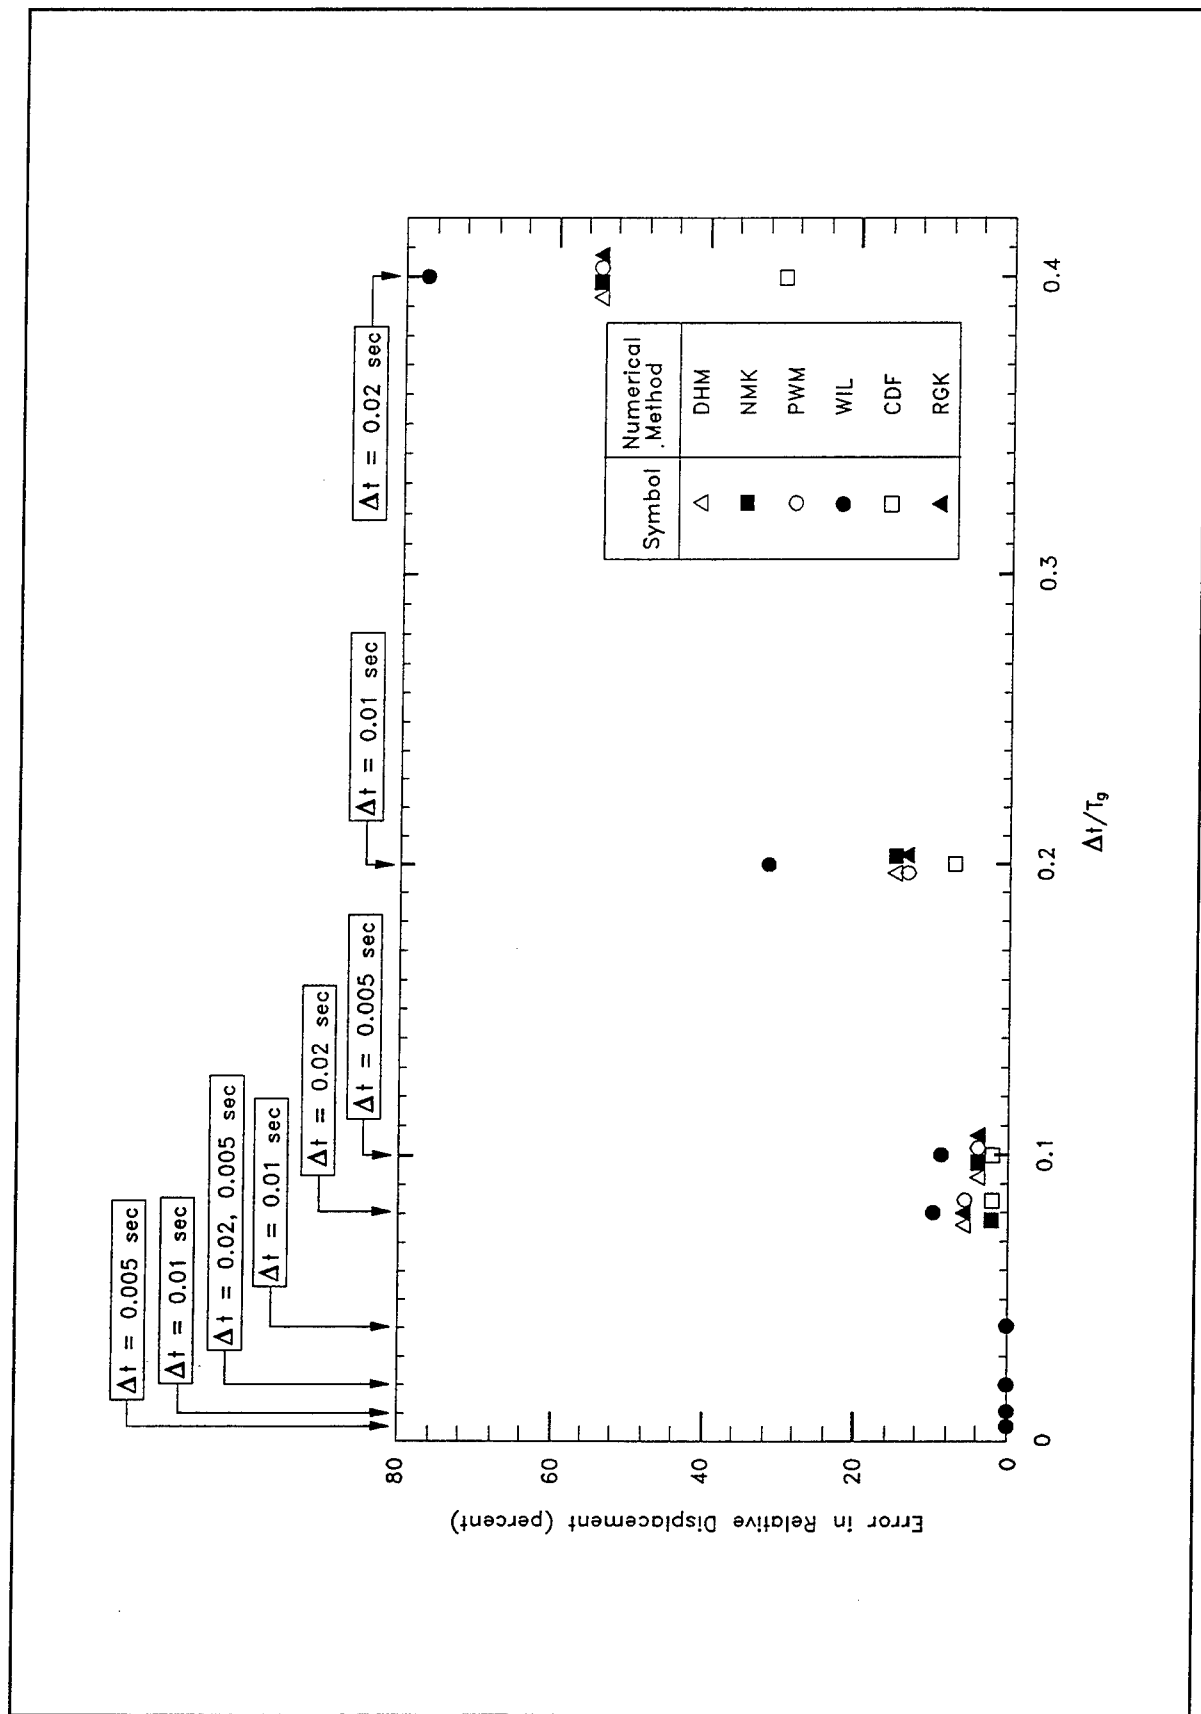 Δt = 0.005 sec
Δt = 0.01 sec
Δt = 0.02, 0.005 sec
Δt = 0.01 sec
Δt = 0.02 sec
Δt = 0.005 sec
Δt = 0.01 sec
Δt = 0.02 sec
Error in Relative Displacement (percent)
80
60
40
20
0
0
0.1
0.2
0.3
0.4
Δt/Tg
Symbol Numerical Method
DHM
NMK
PWM
WIL
CDF
RGK